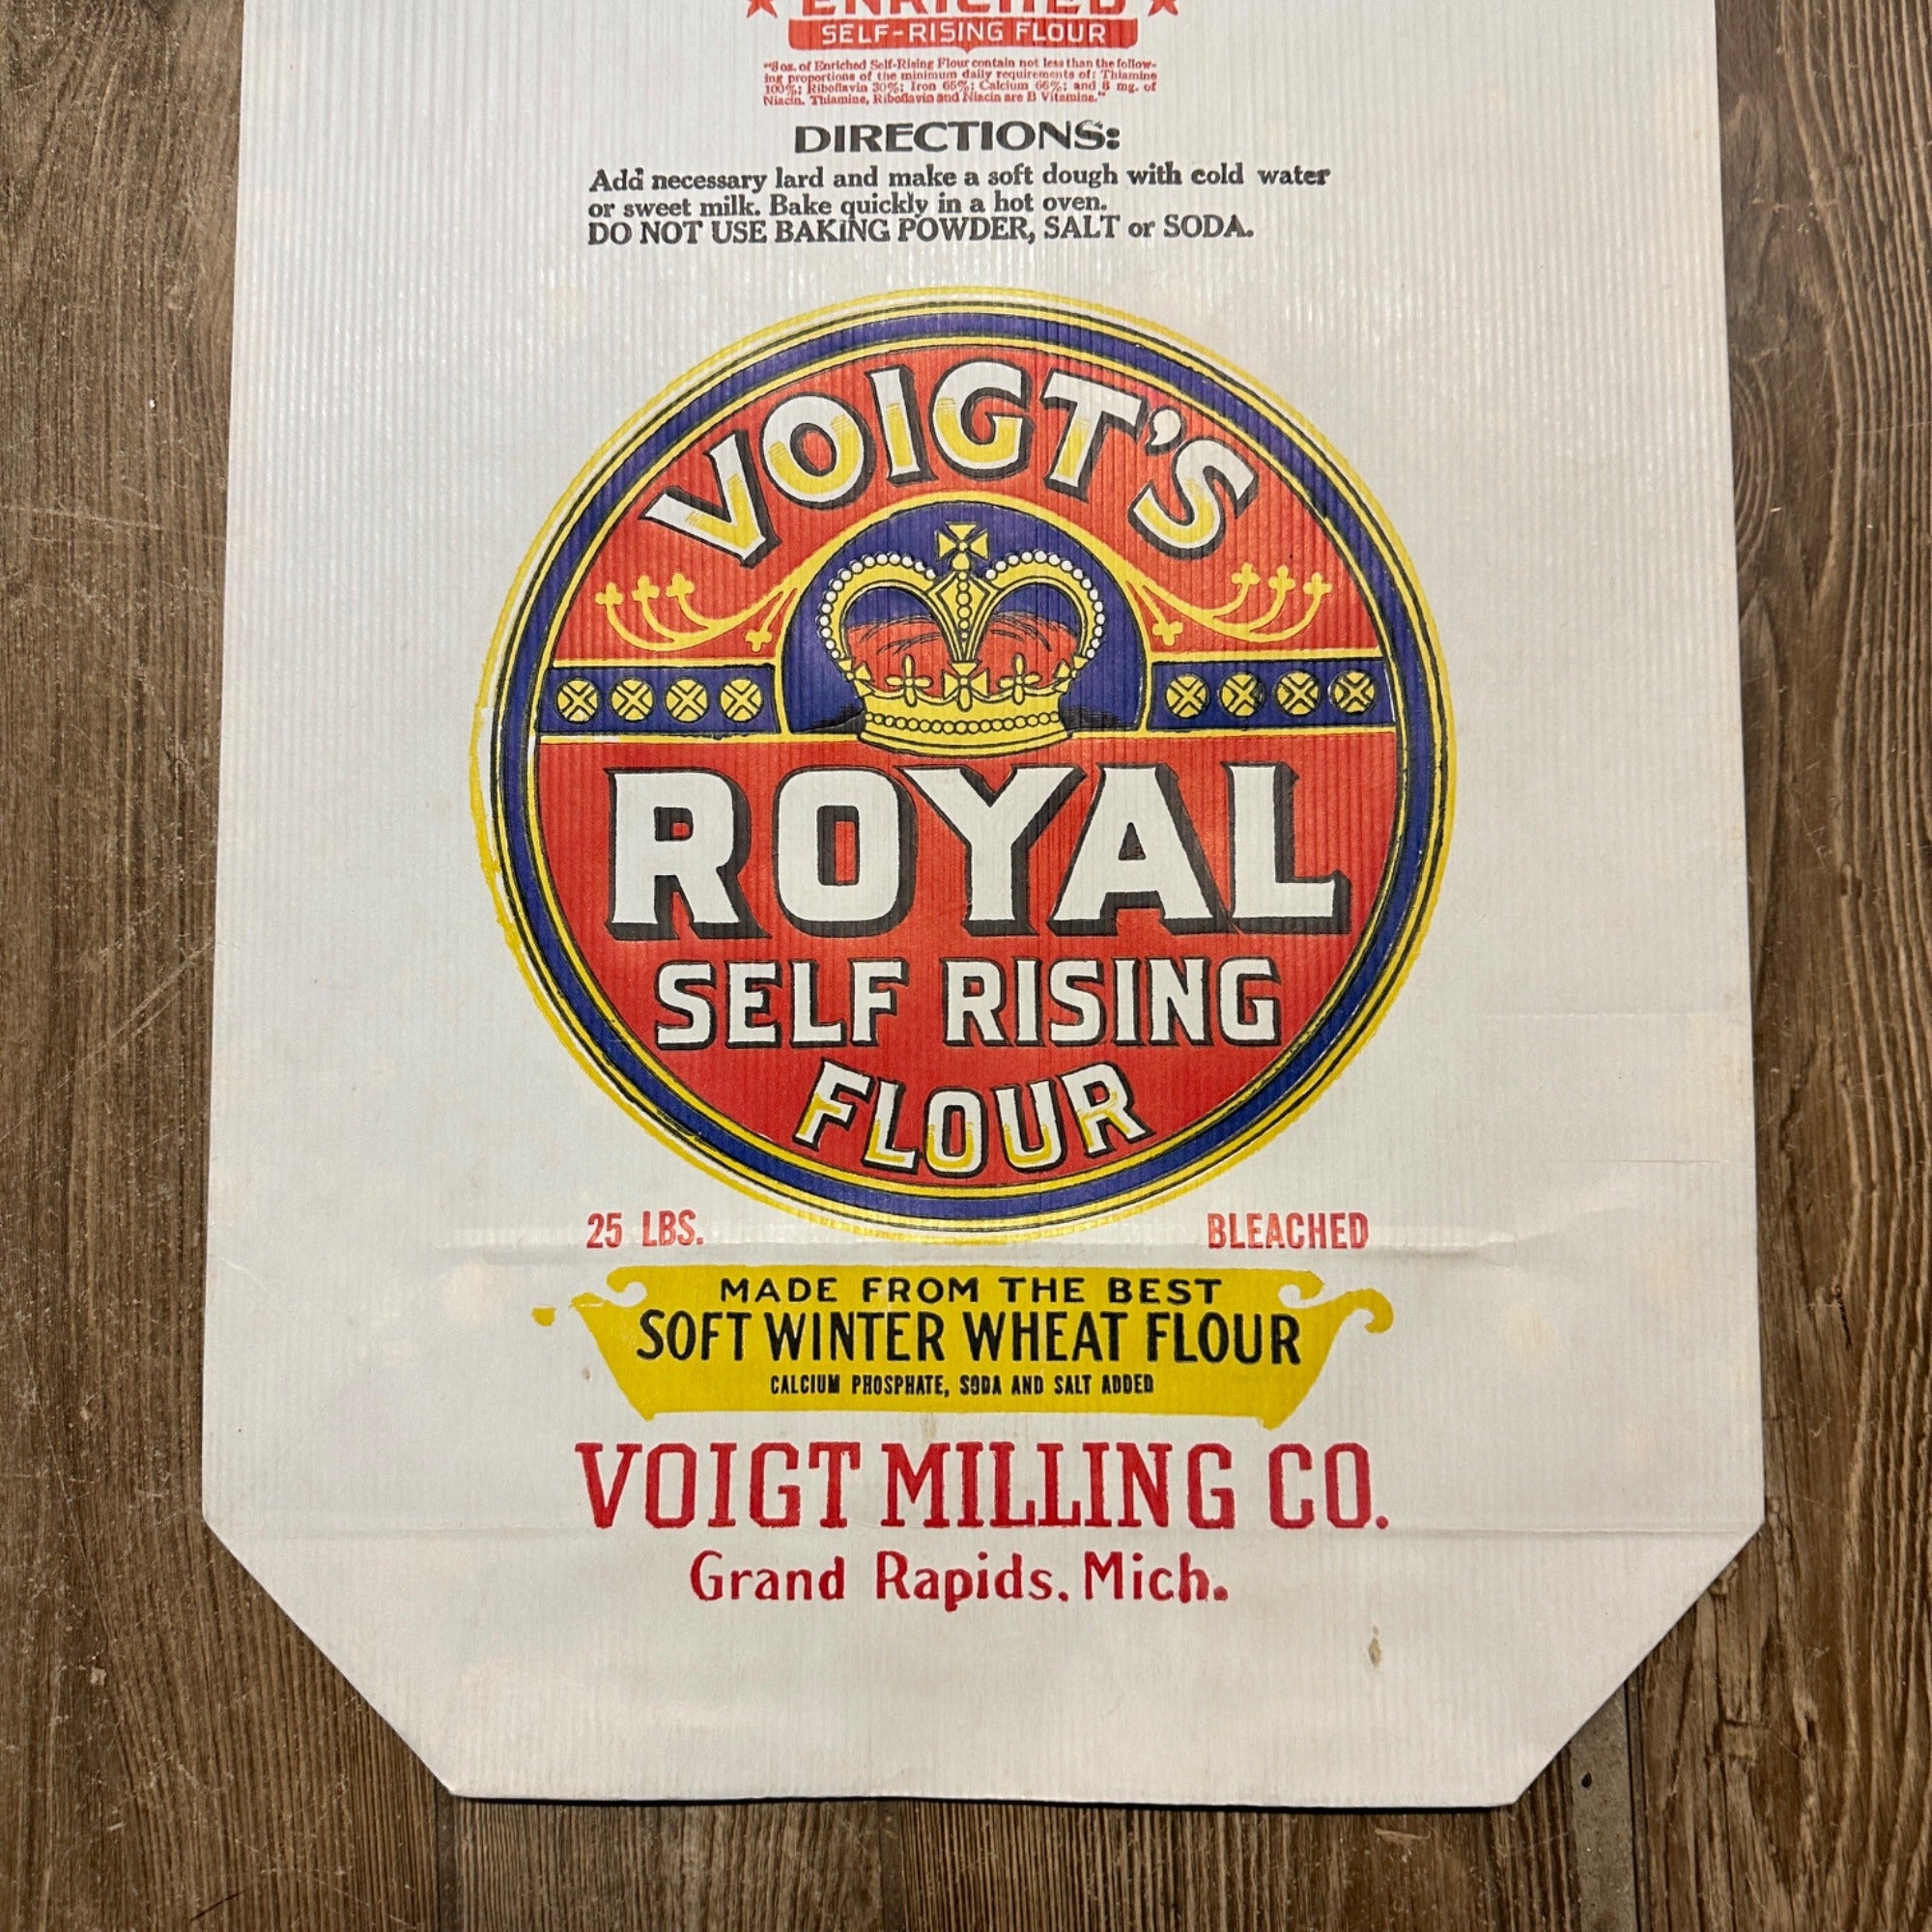 ENRICHED
SELF-RISING FLOUR
"8 oz. of Enriched Self-Rising Flour contain not less than the follow-
ing proportions of the minimum daily requirements of: Thiamine
100%; Riboflavin 30%; Iron 65%; Calcium 66%; and 8 mg. of
Niacin. Thiamine, Riboflavin and Niacin are B Vitamins."
DIRECTIONS:
Add necessary lard and make a soft dough with cold water
or sweet milk. Bake quickly in a hot oven.
DO NOT USE BAKING POWDER, SALT or SODA.
VOIGT'S
ROYAL
SELF RISING
FLOUR
25 LBS. BLEACHED
MADE FROM THE BEST
SOFT WINTER WHEAT FLOUR
CALCIUM PHOSPHATE, SODA AND SALT ADDED
VOIGT MILLING CO.
Grand Rapids. Mich.